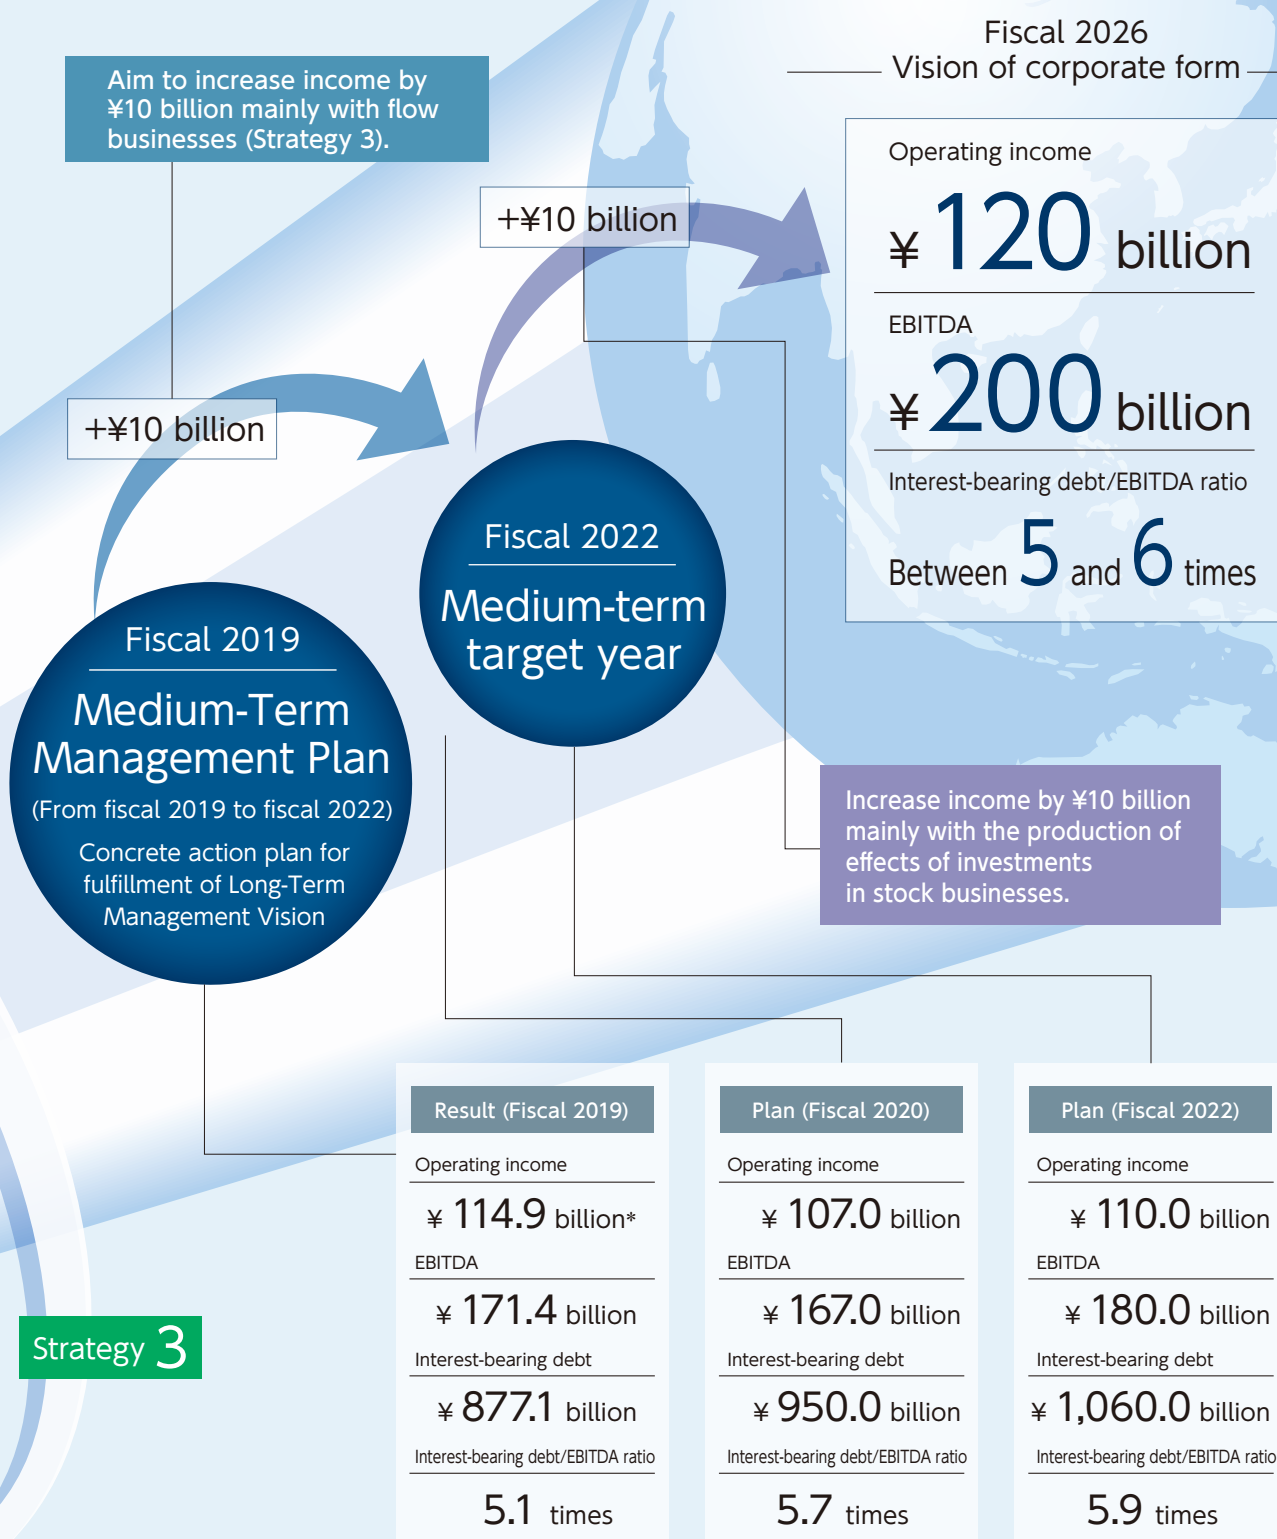 Fiscal 2026
Vision of corporate form
Aim to increase income by
¥10 billion mainly with flow
businesses (Strategy 3).
+¥10 billion
+¥10 billion
Operating income
¥ 120 billion
EBITDA
¥ 200 billion
Interest-bearing debt/EBITDA ratio
Between 5 and 6 times
Fiscal 2022
Medium-term
target year
Fiscal 2019
Medium-Term
Management Plan
(From fiscal 2019 to fiscal 2022)
Concrete action plan for
fulfillment of Long-Term
Management Vision
Increase income by ¥10 billion
mainly with the production of
effects of investments
in stock businesses.
Strategy 3
Result (Fiscal 2019)
Operating income
¥ 114.9 billion*
EBITDA
¥ 171.4 billion
Interest-bearing debt
¥ 877.1 billion
Interest-bearing debt/EBITDA ratio
5.1 times
Plan (Fiscal 2020)
Operating income
¥ 107.0 billion
EBITDA
¥ 167.0 billion
Interest-bearing debt
¥ 950.0 billion
Interest-bearing debt/EBITDA ratio
5.7 times
Plan (Fiscal 2022)
Operating income
¥ 110.0 billion
EBITDA
¥ 180.0 billion
Interest-bearing debt
¥ 1,060.0 billion
Interest-bearing debt/EBITDA ratio
5.9 times